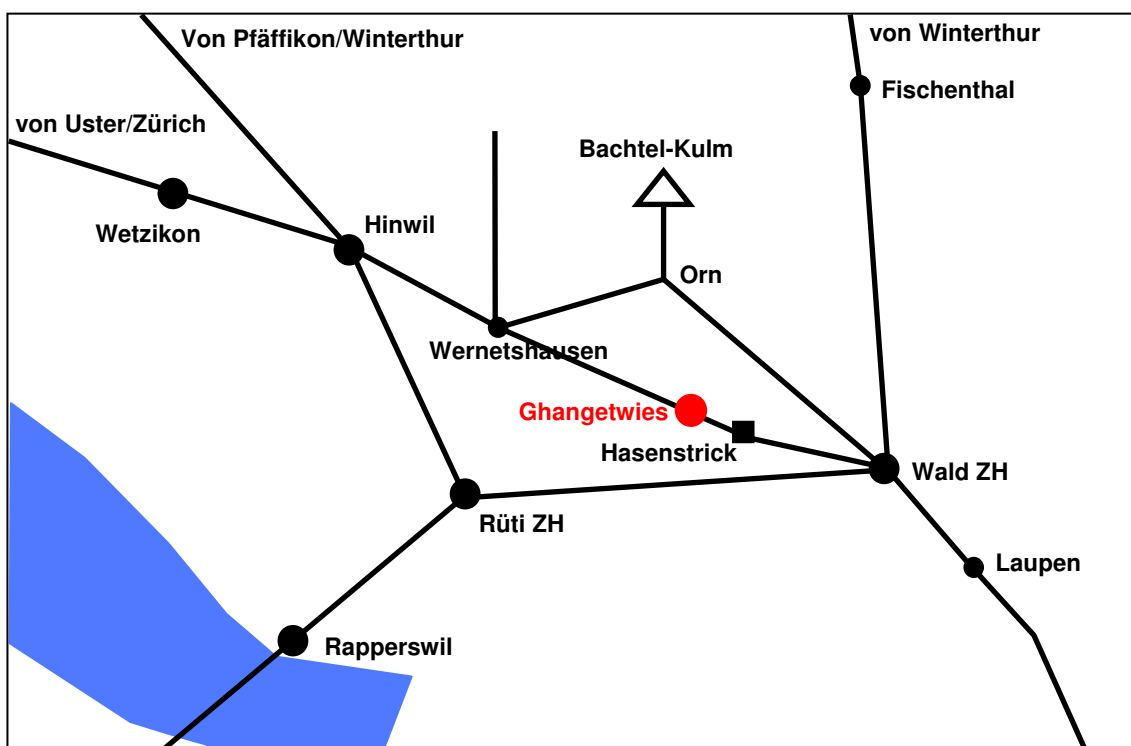 von Winterthur
Von Pfäffikon/Winterthur
Fischenthal
von Uster/Zürich
Bachtel-Kulm
Hinwil
Wetzikon
Orn
Wernetshausen
Ghangetwies
Hasenstrick
Wald ZH
Rüti ZH
Laupen
Rapperswil